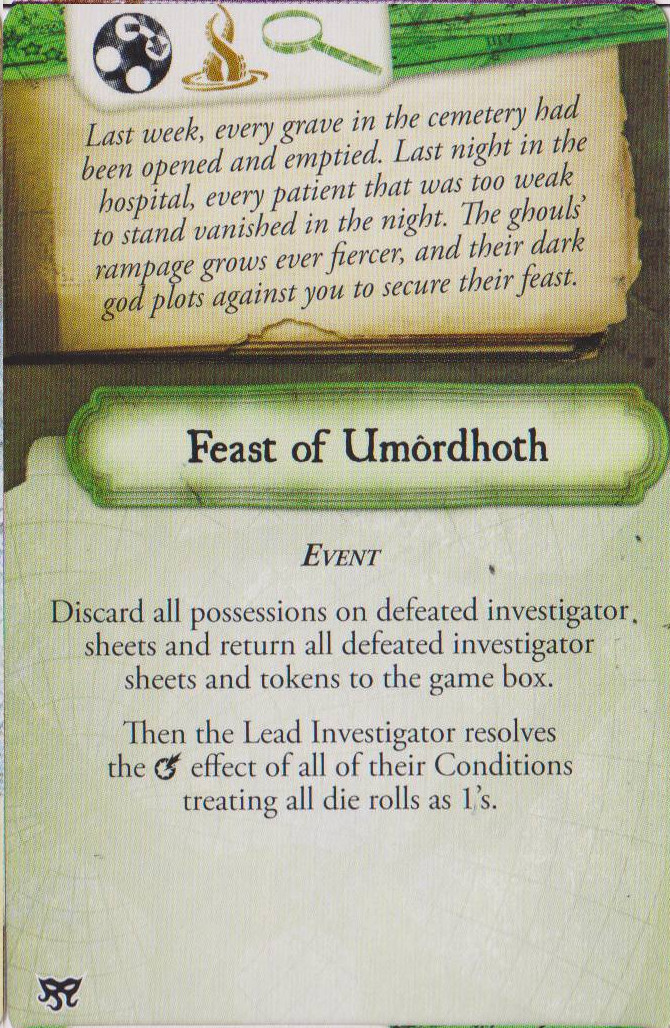 Last week, every grave in the cemetery had
been opened and emptied. Last night in the
hospital, every patient that was too weak
to stand vanished in the night. The ghouls'
rampage grows ever fiercer, and their dark
god plots against you to secure their feast.
Feast of Umôrdhoth
EVENT
Discard all possessions on defeated investigator
sheets and return all defeated investigator
sheets and tokens to the game box.
Then the Lead Investigator resolves
the effect of all of their Conditions
treating all die rolls as 1's.